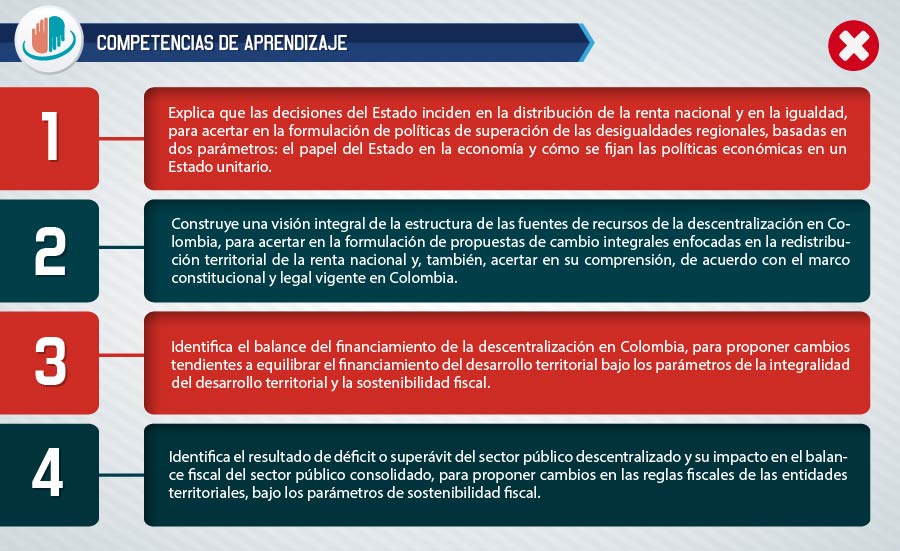 COMPETENCIAS DE APRENDIZAJE
1
Explica que las decisiones del Estado inciden en la distribución de la renta nacional y en la igualdad,
para acertar en la formulación de políticas de superación de las desigualdades regionales, basadas en
dos parámetros: el papel del Estado en la economía y cómo se fijan las políticas económicas en un
Estado unitario.
2
Construye una visión integral de la estructura de las fuentes de recursos de la descentralización en Co-
lombia, para acertar en la formulación de propuestas de cambio integrales enfocadas en la redistribu-
ción territorial de la renta nacional y, también, acertar en su comprensión, de acuerdo con el marco
constitucional y legal vigente en Colombia.
3
Identifica el balance del financiamiento de la descentralización en Colombia, para proponer cambios
tendientes a equilibrar el financiamiento del desarrollo territorial bajo los parámetros de la integralidad
del desarrollo territorial y la sostenibilidad fiscal.
4
Identifica el resultado de déficit o superávit del sector público descentralizado y su impacto en el balan-
ce fiscal del sector público consolidado, para proponer cambios en las reglas fiscales de las entidades
territoriales, bajo los parámetros de sostenibilidad fiscal.